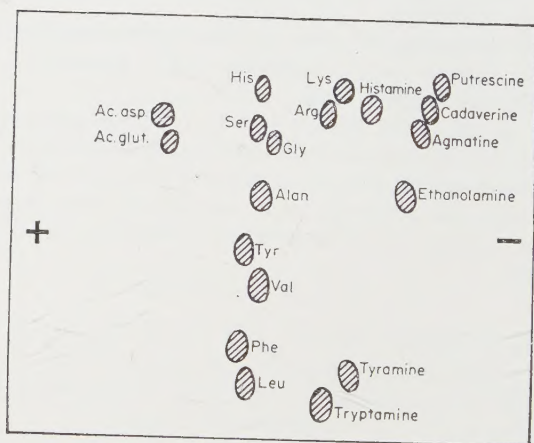 His
Lys
Histamine
Putrescine
Ac. asp.
Ser
Arg
Cadaverine
Ac. glut.
Gly
Agmatine
Alan
Ethanolamine
+
−
Tyr
Val
Phe
Leu
Tyramine
Tryptamine